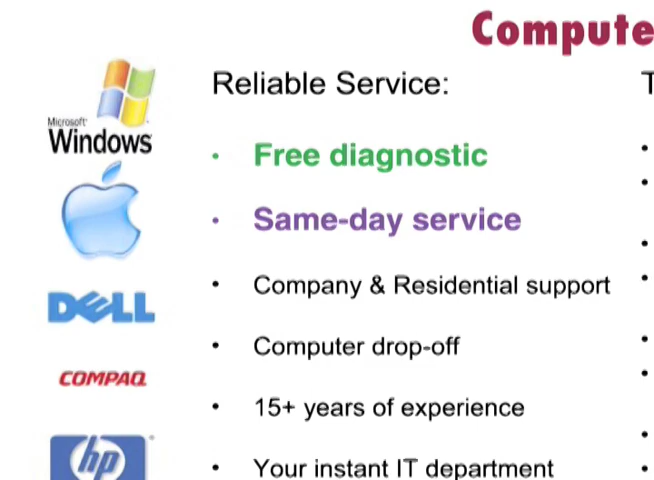 Compute
Reliable Service:
T
Microsoft
Windows
· Free diagnostic
· Same-day service
DELL
• Company & Residential support
• Computer drop-off
COMPAQ
• 15+ years of experience
hp
• Your instant IT department